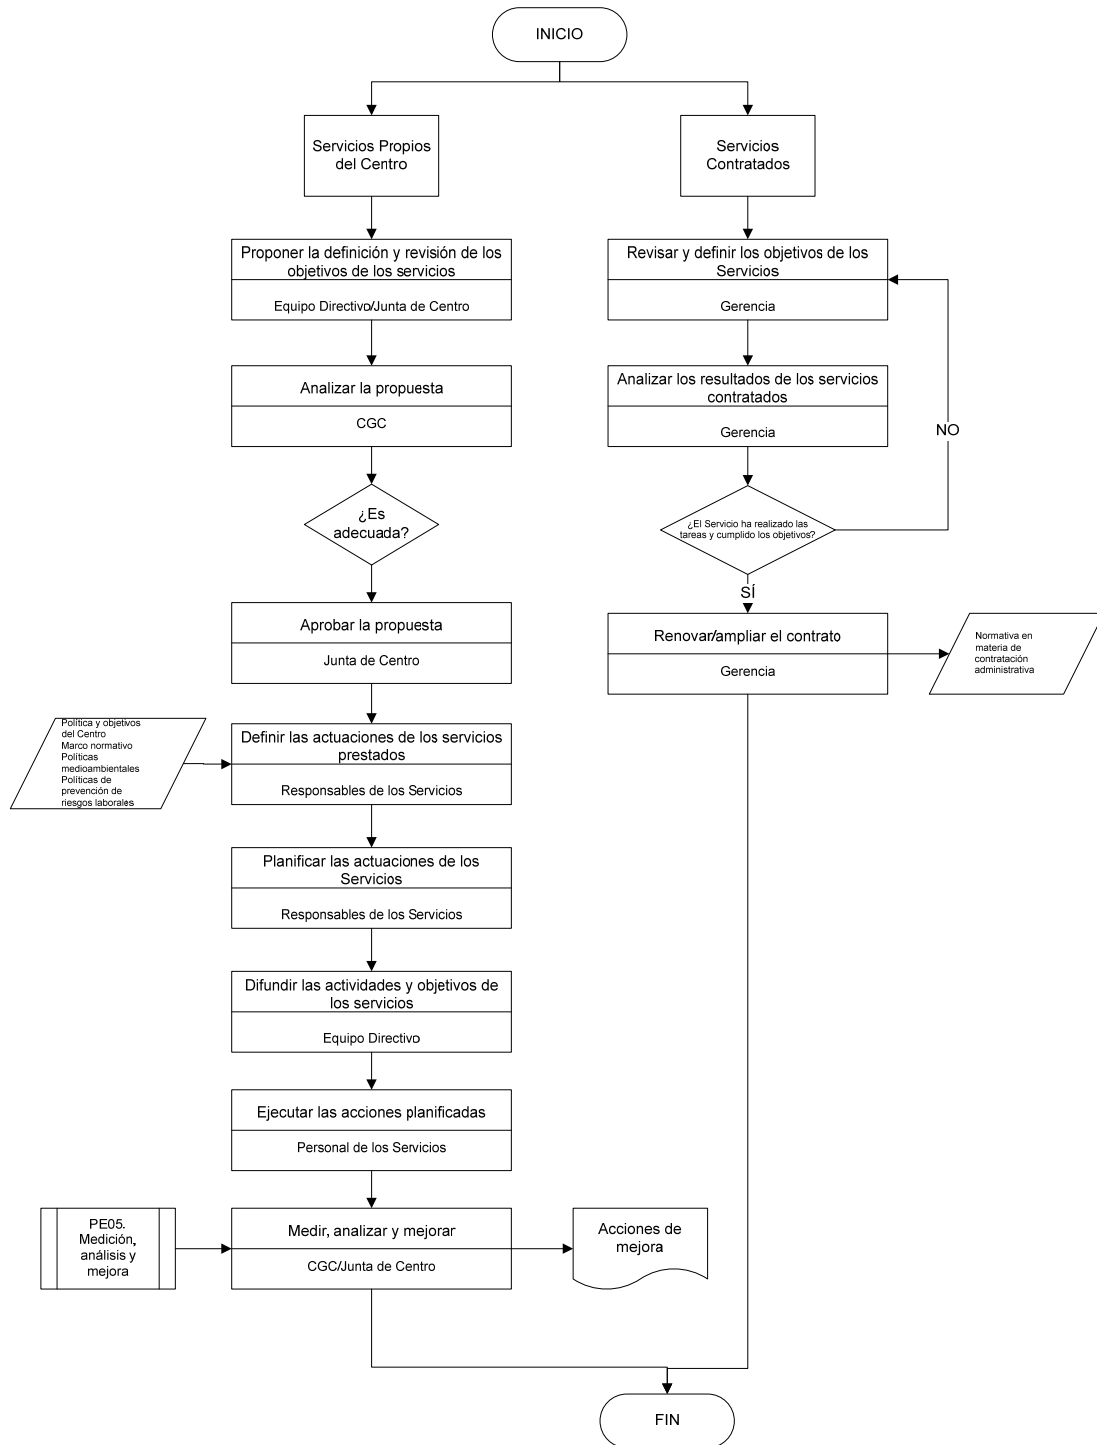 INICIO
Servicios Propios
del Centro
Servicios
Contratados
Proponer la definición y revisión de los
objetivos de los servicios
Equipo Directivo/Junta de Centro
Revisar y definir los objetivos de los
Servicios
Gerencia
Analizar la propuesta
CGC
Analizar los resultados de los servicios
contratados
Gerencia
NO
¿Es
adecuada?
¿El Servicio ha realizado las
tareas y cumplido los objetivos?
SÍ
Aprobar la propuesta
Junta de Centro
Renovar/ampliar el contrato
Gerencia
Normativa en
materia de
contratación
administrativa
Política y objetivos
del Centro
Marco normativo
Políticas
medioambientales
Políticas de
prevención de
riesgos laborales
Definir las actuaciones de los servicios
prestados
Responsables de los Servicios
Planificar las actuaciones de los
Servicios
Responsables de los Servicios
Difundir las actividades y objetivos de
los servicios
Equipo Directivo
Ejecutar las acciones planificadas
Personal de los Servicios
PE05.
Medición,
análisis y
mejora
Medir, analizar y mejorar
CGC/Junta de Centro
Acciones de
mejora
FIN